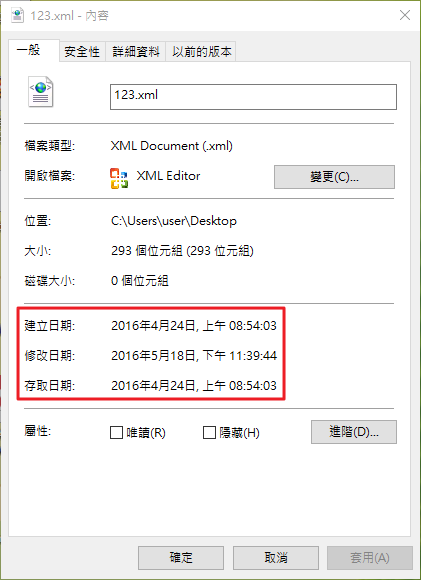 123.xml - 內容
一般 安全性 詳細資料 以前的版本
123.xml
檔案類型: XML Document (.xml)
開啟檔案: XML Editor 變更(C)...
位置: C:\Users\user\Desktop
大小: 293 個位元組 (293 位元組)
磁碟大小: 0 個位元組
建立日期: 2016年4月24日, 上午 08:54:03
修改日期: 2016年5月18日, 下午 11:39:44
存取日期: 2016年4月24日, 上午 08:54:03
屬性: 唯讀(R) 隱藏(H) 進階(D)...
確定 取消 套用(A)